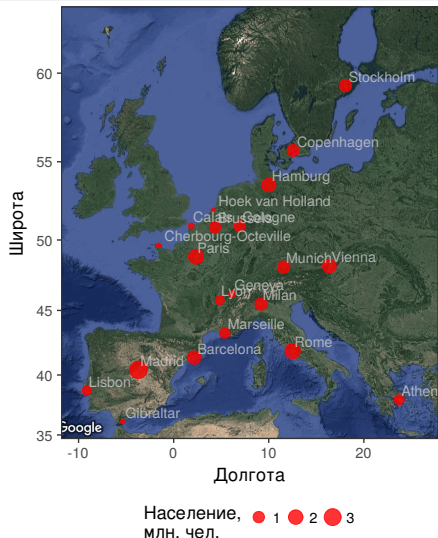 60
55
50
45
40
35
Широта
Stockholm
Copenhagen
Hamburg
Hoek van Holland
Calais
Brussels
Cologne
Cherbourg-Octeville
Paris
Munich
Vienna
Geneva
Lyon
Milan
Marseille
Rome
Barcelona
Madrid
Lisbon
Athen
Gibraltar
Google
-10 0 10 20
Долгота
Население, 1 2 3
млн. чел.